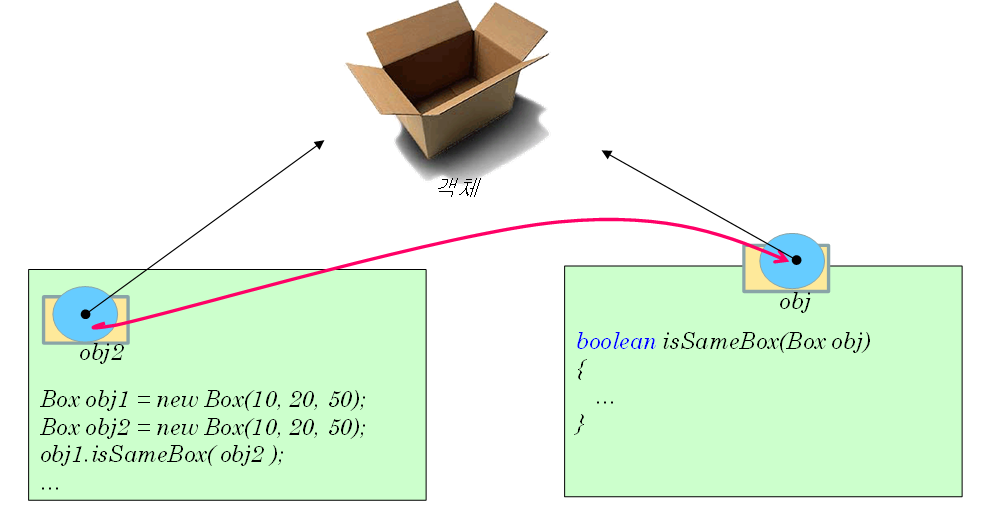 객체
obj2
Box obj1 = new Box(10, 20, 50);
Box obj2 = new Box(10, 20, 50);
obj1.isSameBox( obj2 );
...
obj
boolean isSameBox(Box obj)
{
...
}